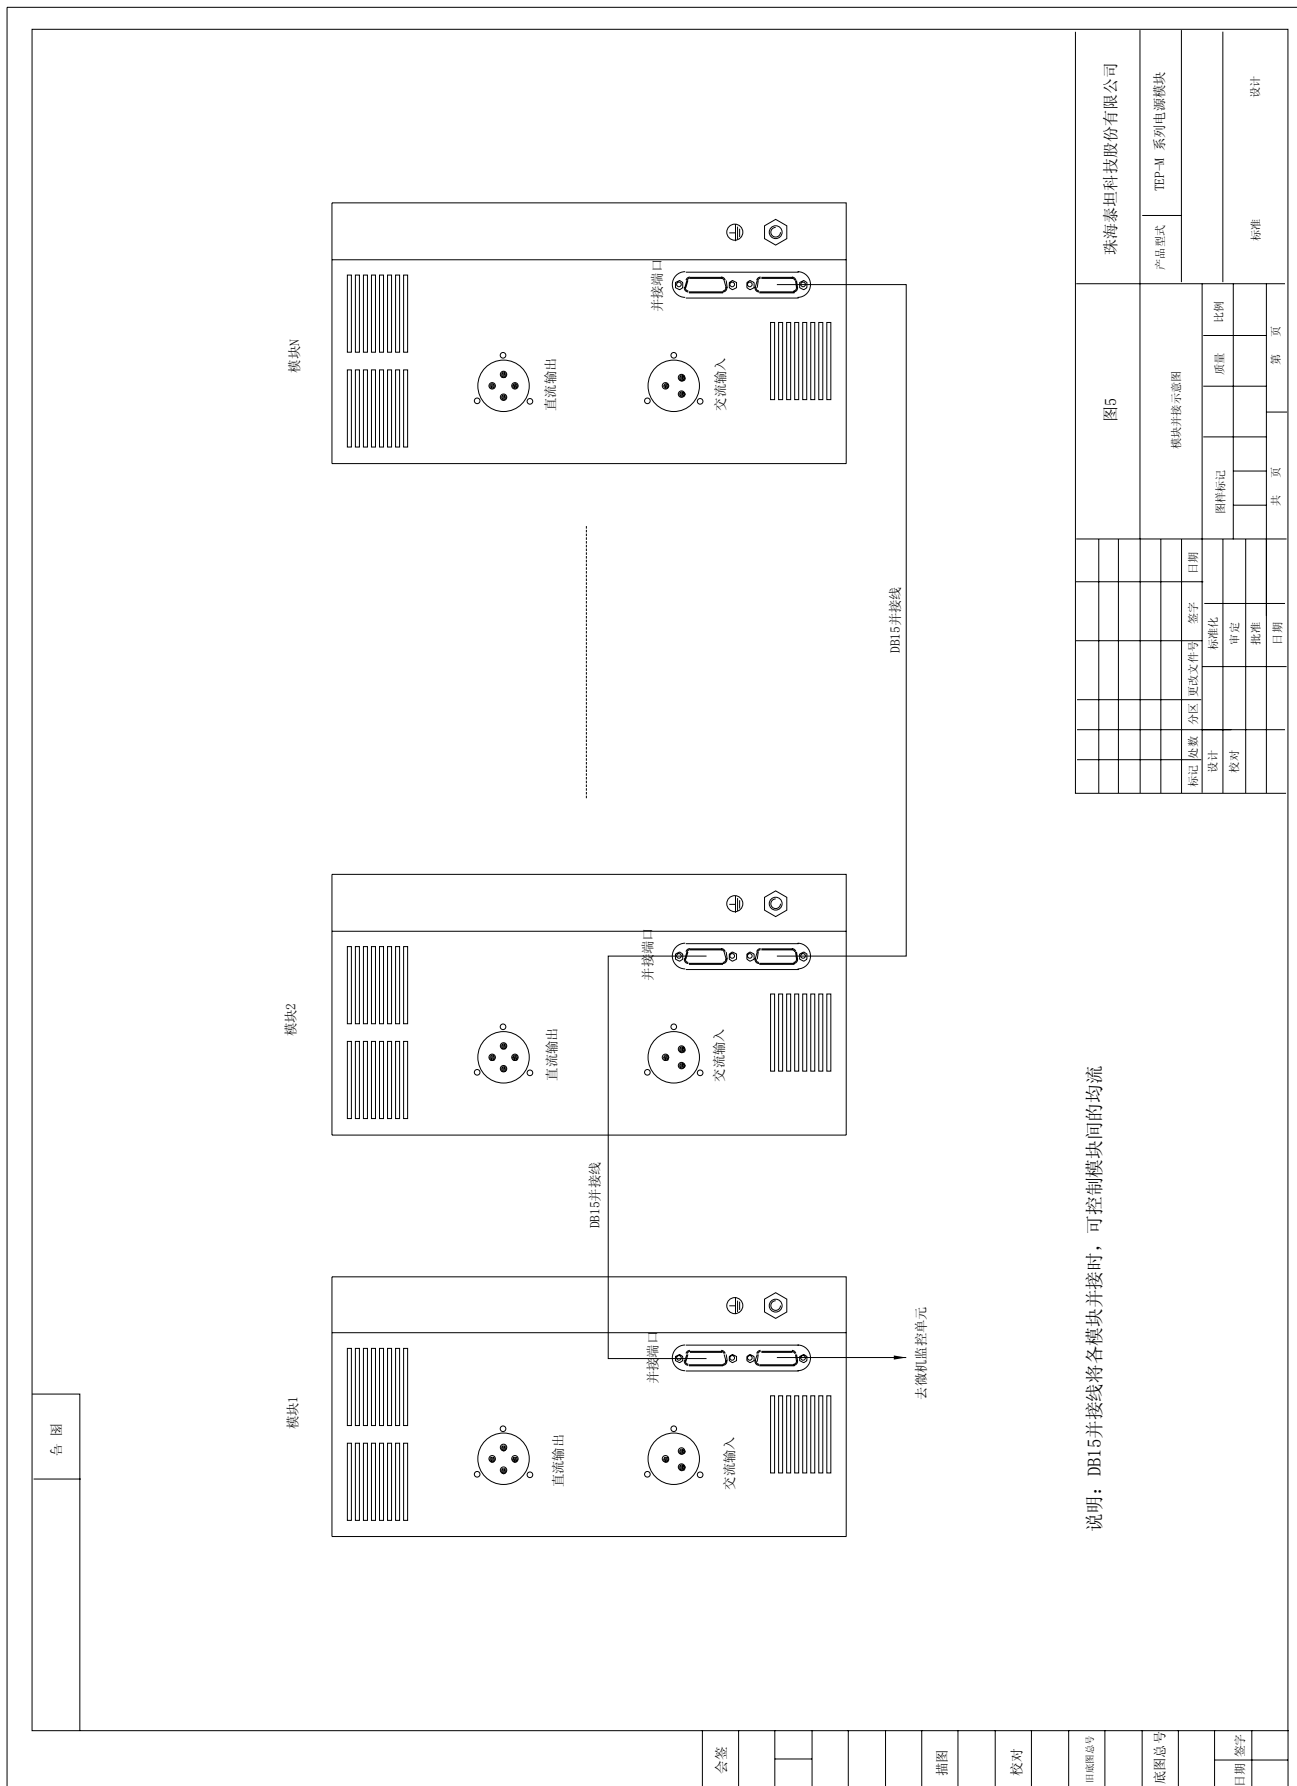 图 号
模块1
直流输出
交流输入
并接端口
去微机监控单元
DB15并接线
模块2
直流输出
交流输入
并接端口
DB15并接线
模块N
直流输出
交流输入
并接端口
说明：DB15并接线将各模块并接时，可控制模块间的均流
标记 处数 分区 更改文件号 签字 日期
设计 标准化
校对 审定
批准
日期
图5
模块并接示意图
图样标记 质量 比例
共 页 第 页
珠海泰坦科技股份有限公司
产品型式 TEP-M 系列电源模块
标准 设计
会签
描图
校对
旧底图总号
底图总号
日期 签字